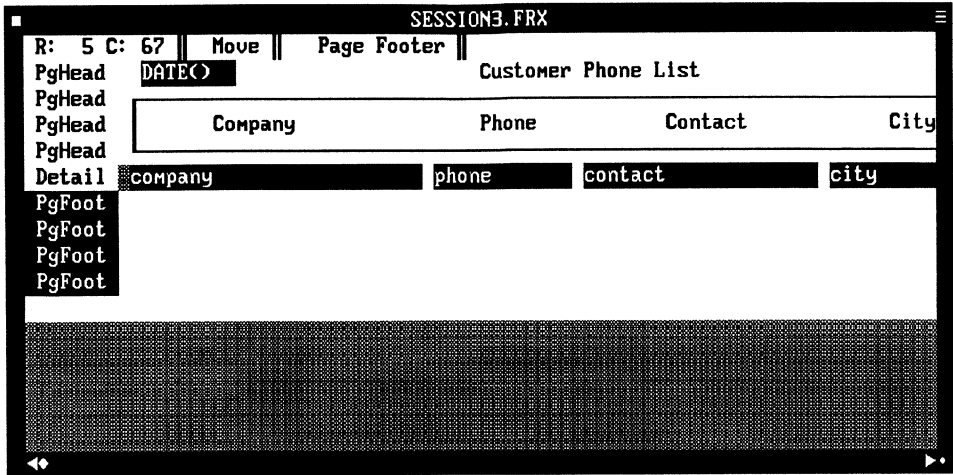 SESSION3.FRX
R: 5 C: 67 Move Page Footer
PgHead DATE() Customer Phone List
PgHead
PgHead Company Phone Contact City
PgHead
Detail company phone contact city
PgFoot
PgFoot
PgFoot
PgFoot